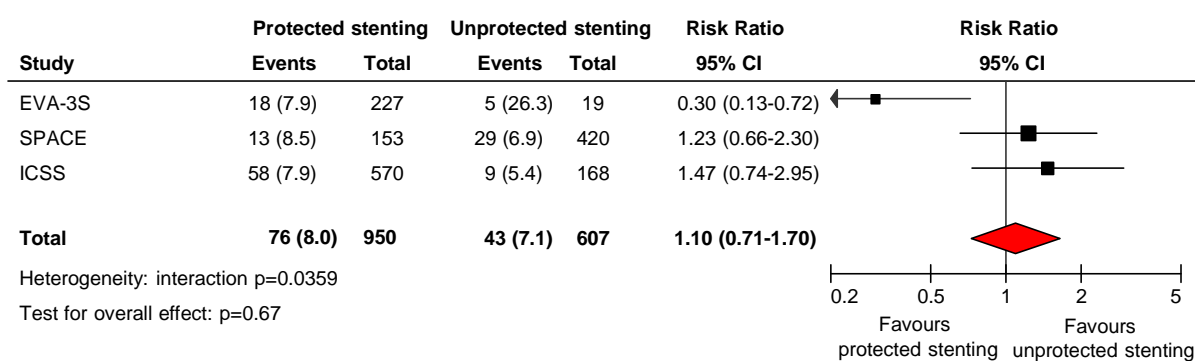 Protected stenting Unprotected stenting Risk Ratio Risk Ratio
Study Events Total Events Total 95% CI 95% CI
EVA-3S 18 (7.9) 227 5 (26.3) 19 0.30 (0.13-0.72)
SPACE 13 (8.5) 153 29 (6.9) 420 1.23 (0.66-2.30)
ICSS 58 (7.9) 570 9 (5.4) 168 1.47 (0.74-2.95)
Total 76 (8.0) 950 43 (7.1) 607 1.10 (0.71-1.70)
Heterogeneity: interaction p=0.0359
Test for overall effect: p=0.67
0.2 0.5 1 2 5
Favours Favours
protected stenting unprotected stenting